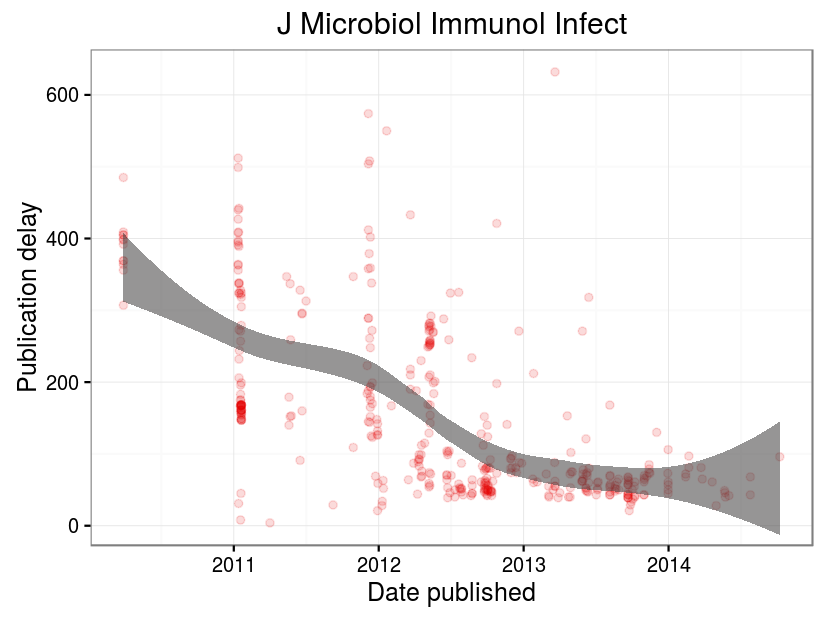 J Microbiol Immunol Infect
Publication delay
600
400
200
0
2011
2012
2013
2014
Date published